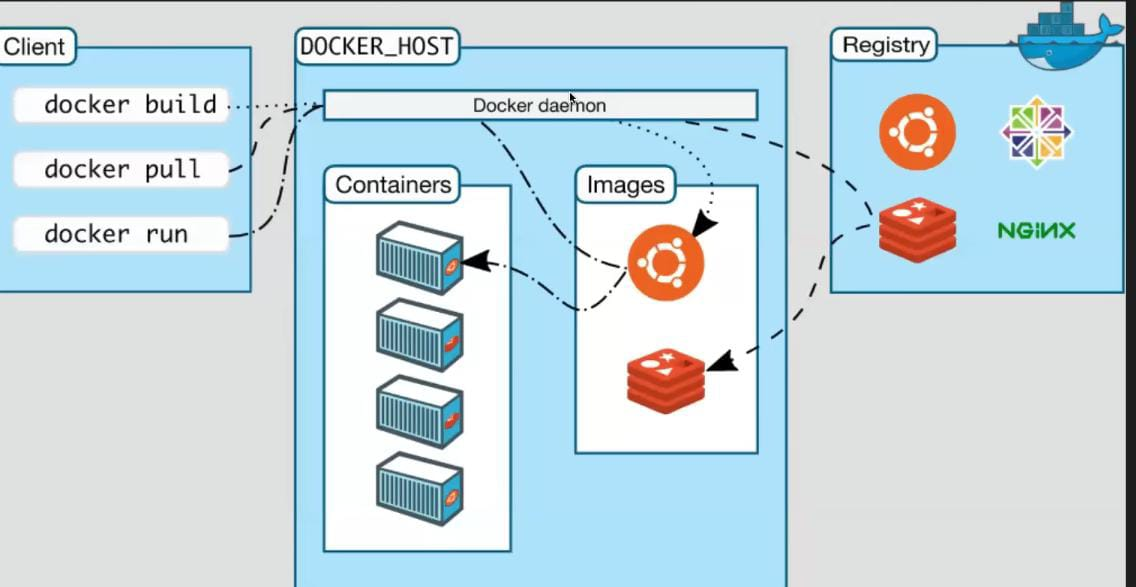 Client
docker build
docker pull
docker run
DOCKER_HOST
Docker daemon
Containers
Images
Registry
NGiNX